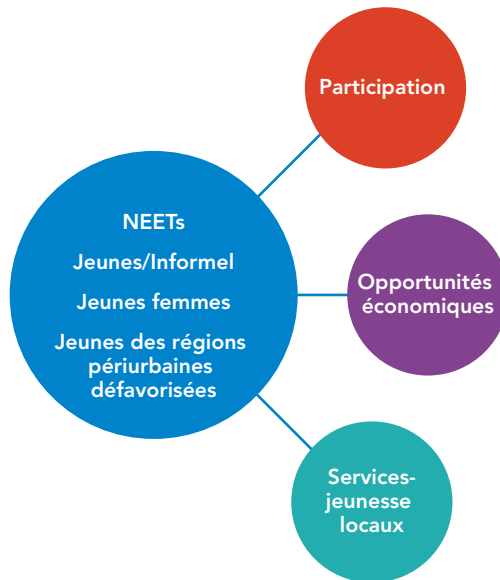 Participation
NEETs
Jeunes/Informel
Jeunes femmes
Jeunes des régions
périurbaines
défavorisées
Opportunités
économiques
Services-
jeunesse
locaux